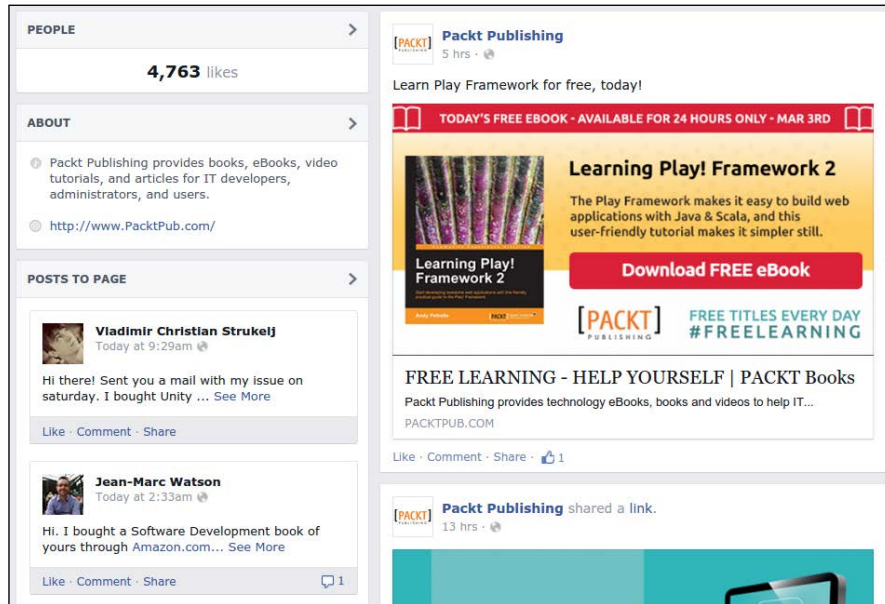 PEOPLE
4,763 likes
ABOUT
Packt Publishing provides books, eBooks, video
tutorials, and articles for IT developers,
administrators, and users.
http://www.PacktPub.com/
POSTS TO PAGE
Vladimir Christian Strukelj
Today at 9:29am
Hi there! Sent you a mail with my issue on
saturday. I bought Unity ... See More
Like · Comment · Share
Jean-Marc Watson
Today at 2:33am
Hi. I bought a Software Development book of
yours through Amazon.com... See More
Like · Comment · Share 1
[PACKT]
PUBLISHING
Packt Publishing
5 hrs ·
Learn Play Framework for free, today!
TODAY'S FREE EBOOK - AVAILABLE FOR 24 HOURS ONLY - MAR 3RD
Learning Play!
Framework 2
Andy Petrella
[PACKT]
Learning Play! Framework 2
The Play Framework makes it easy to build web
applications with Java & Scala, and this
user-friendly tutorial makes it simpler still.
Download FREE eBook
[PACKT]
PUBLISHING
FREE TITLES EVERY DAY
#FREELEARNING
FREE LEARNING - HELP YOURSELF | PACKT Books
Packt Publishing provides technology eBooks, books and videos to help IT...
PACKTPUB.COM
Like · Comment · Share · 1
[PACKT]
PUBLISHING
Packt Publishing shared a link.
13 hrs ·